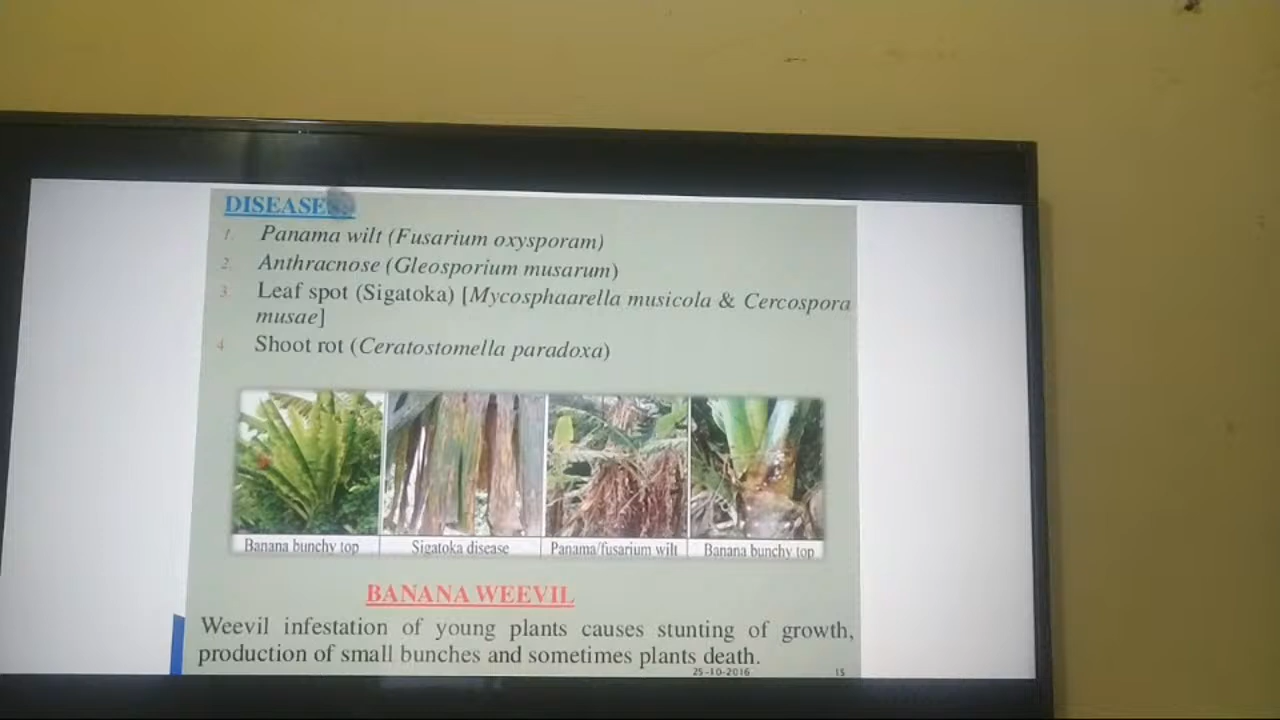 DISEASES:
1. Panama wilt (Fusarium oxysporam)
2. Anthracnose (Gleosporium musarum)
3. Leaf spot (Sigatoka) [Mycosphaarella musicola & Cercospora
musae]
4. Shoot rot (Ceratostomella paradoxa)
Banana bunchy top Sigatoka disease Panama/fusarium wilt Banana bunchy top
BANANA WEEVIL
Weevil infestation of young plants causes stunting of growth,
production of small bunches and sometimes plants death.
25-10-2016 15